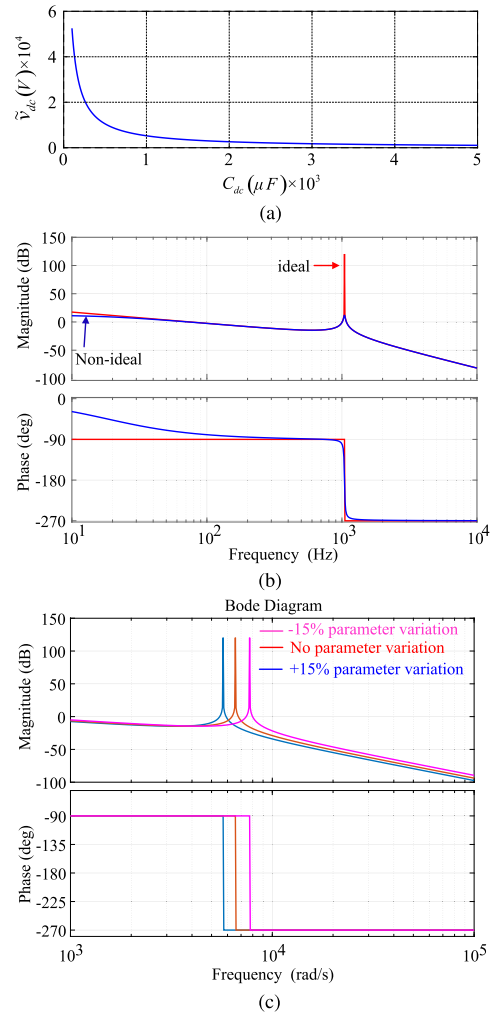 6
4
2
0
ṽ_dc (V)×10⁴
0 1 2 3 4 5
C_dc (μF)×10³
(a)
150
100
50
0
-50
-100
Magnitude (dB)
ideal
Non-ideal
0
-90
-180
-270
Phase (deg)
10¹ 10² 10³ 10⁴
Frequency (Hz)
(b)
Bode Diagram
150
100
50
0
-50
-100
Magnitude (dB)
-15% parameter variation
No parameter variation
+15% parameter variation
-90
-135
-180
-225
-270
Phase (deg)
10³ 10⁴ 10⁵
Frequency (rad/s)
(c)